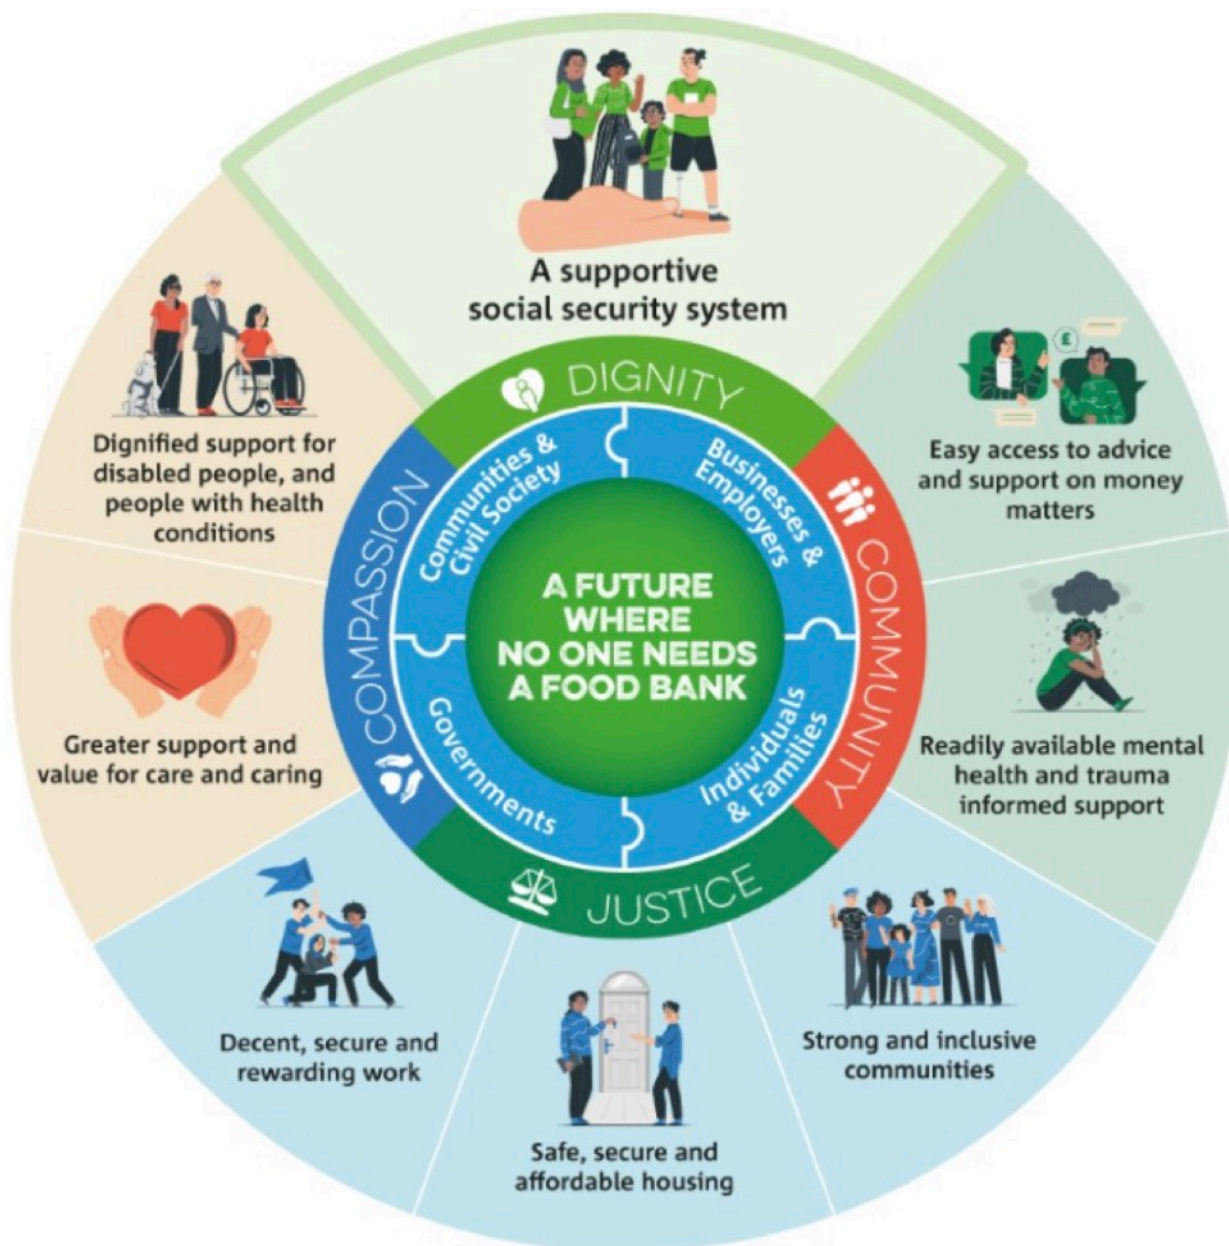 A supportive
social security system
Easy access to advice
and support on money
matters
£
Readily available mental
health and trauma
informed support
Strong and inclusive
communities
Safe, secure and
affordable housing
Decent, secure and
rewarding work
Greater support and
value for care and caring
Dignified support for
disabled people, and
people with health
conditions
DIGNITY
COMMUNITY
JUSTICE
COMPASSION
Communities &
Civil Society
Businesses &
Employers
Individuals
& Families
Governments
A FUTURE
WHERE
NO ONE NEEDS
A FOOD BANK